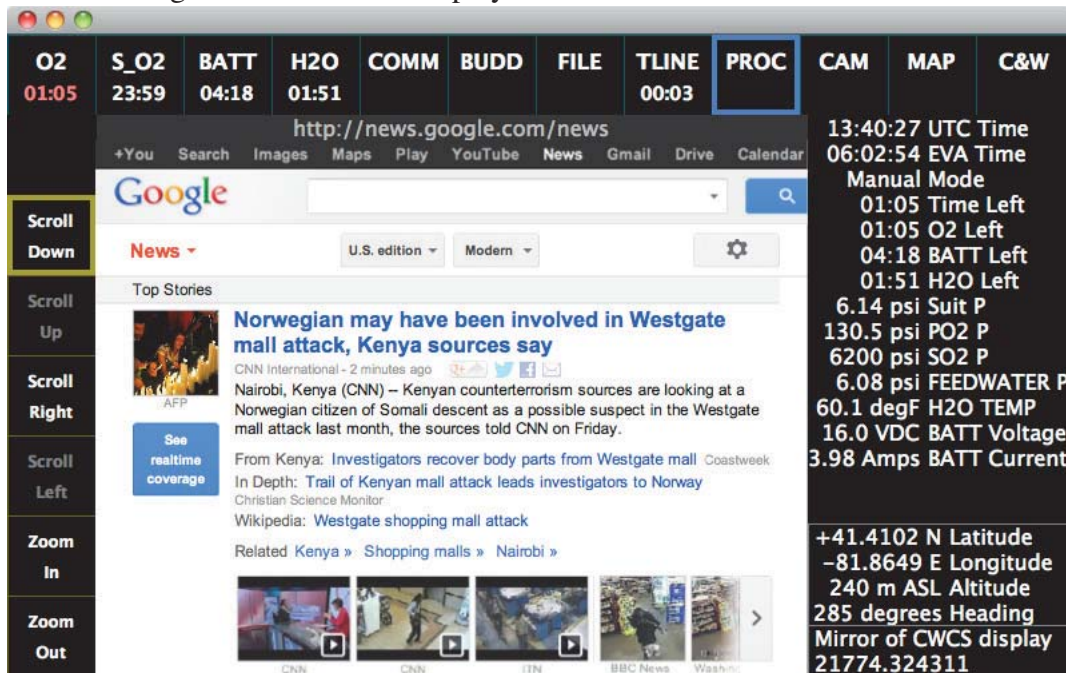 O2 S_O2 BATT H2O COMM BUDD FILE TLINE PROC CAM MAP C&W
01:05 23:59 04:18 01:51 00:03
http://news.google.com/news
+You Search Images Maps Play YouTube News Gmail Drive Calendar
Google
News
U.S. edition
Modern
Top Stories
Norwegian may have been involved in Westgate
mall attack, Kenya sources say
CNN International - 2 minutes ago
Nairobi, Kenya (CNN) -- Kenyan counterterrorism sources are looking at a
Norwegian citizen of Somali descent as a possible suspect in the Westgate
mall attack last month, the sources told CNN on Friday.
AFP
See
realtime
coverage
From Kenya: Investigators recover body parts from Westgate mall Coastweek
In Depth: Trail of Kenyan mall attack leads investigators to Norway
Christian Science Monitor
Wikipedia: Westgate shopping mall attack
Related Kenya » Shopping malls » Nairobi »
CNN CNN ITN BBC News
Scroll
Down
Scroll
Up
Scroll
Right
Scroll
Left
Zoom
In
Zoom
Out
13:40:27 UTC Time
06:02:54 EVA Time
Manual Mode
01:05 Time Left
01:05 O2 Left
04:18 BATT Left
01:51 H2O Left
6.14 psi Suit P
130.5 psi PO2 P
6200 psi SO2 P
6.08 psi FEEDWATER P
60.1 degF H2O TEMP
16.0 VDC BATT Voltage
3.98 Amps BATT Current
+41.4102 N Latitude
-81.8649 E Longitude
240 m ASL Altitude
285 degrees Heading
Mirror of CWCS display
21774.324311